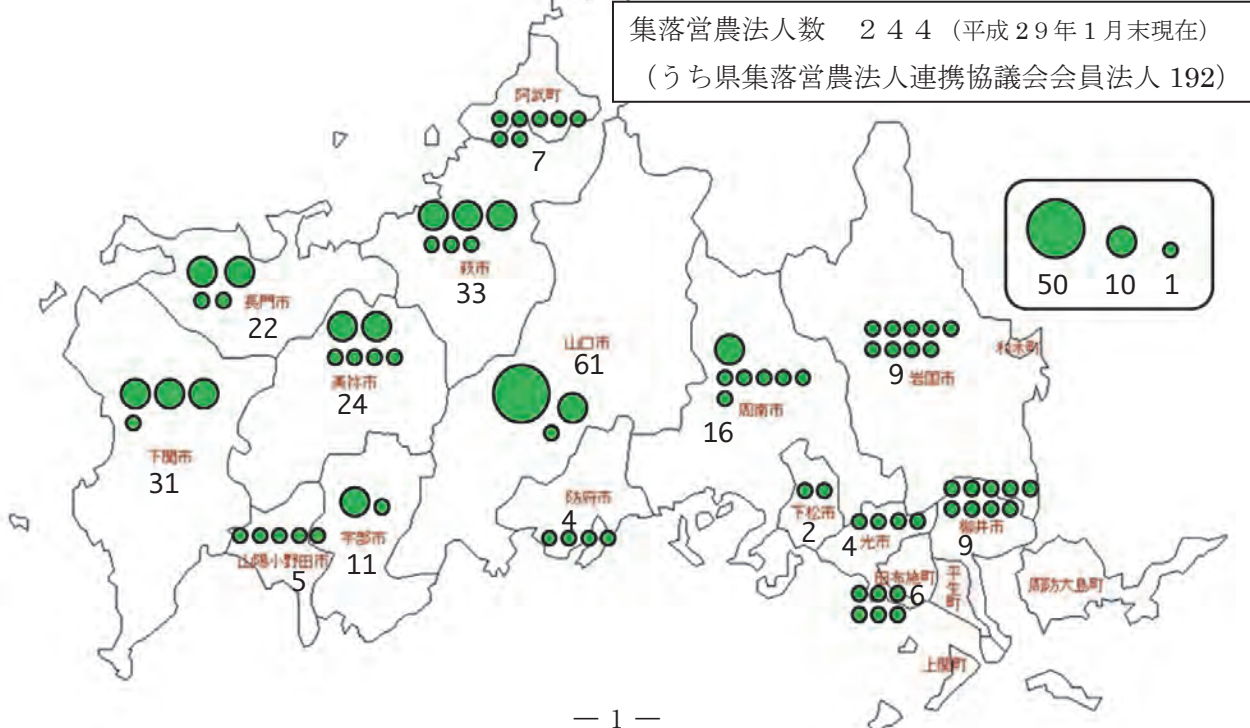 集落営農法人数　２４４（平成２９年１月末現在）
（うち県集落営農法人連携協議会会員法人 192）
阿武町
7
萩市
33
長門市
22
美祢市
24
山口市
61
下関市
31
周南市
16
岩国市
9
和木町
50 10 1
宇部市
11
山陽小野田市
5
防府市
4
下松市
2
光市
4
柳井市
9
田布施町
6
平生町
周防大島町
上関町
― 1 ―